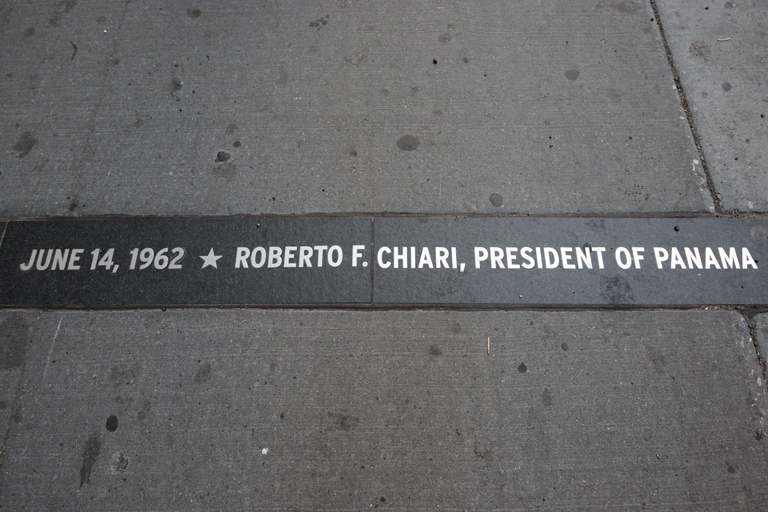 JUNE 14, 1962 ★ ROBERTO F. CHIARI, PRESIDENT OF PANAMA